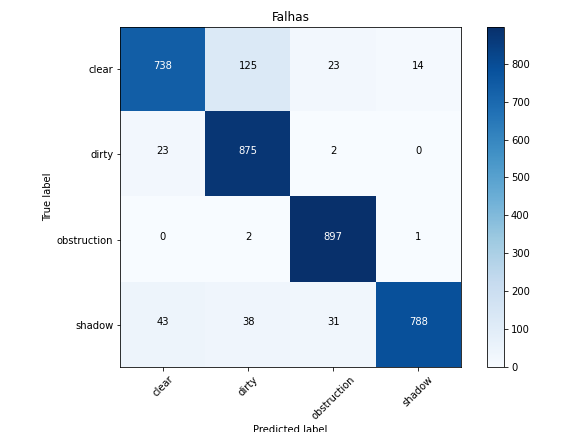 Falhas
True label
clear 738 125 23 14
dirty 23 875 2 0
obstruction 0 2 897 1
shadow 43 38 31 788
clear dirty obstruction shadow
Predicted label
800
700
600
500
400
300
200
100
0